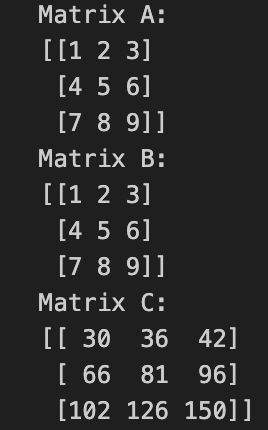 Matrix A:
[[1 2 3]
 [4 5 6]
 [7 8 9]]
Matrix B:
[[1 2 3]
 [4 5 6]
 [7 8 9]]
Matrix C:
[[ 30  36  42]
 [ 66  81  96]
 [102 126 150]]